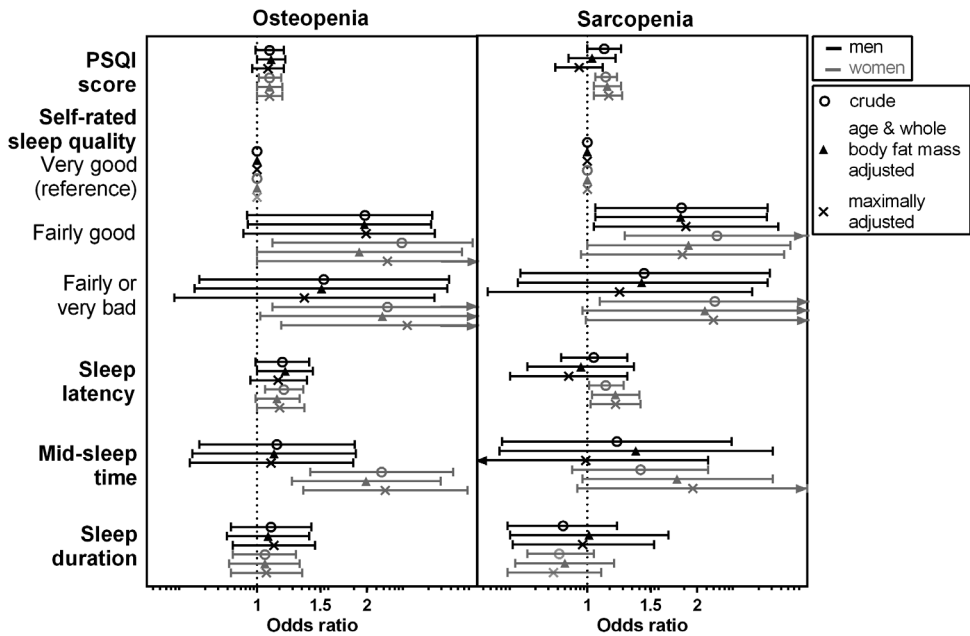 Osteopenia
Sarcopenia
PSQI
score
Self-rated
sleep quality
Very good
(reference)
Fairly good
Fairly or
very bad
Sleep
latency
Mid-sleep
time
Sleep
duration
men
women
crude
age & whole
body fat mass
adjusted
maximally
adjusted
1 1.5 2
1 1.5 2
Odds ratio
Odds ratio